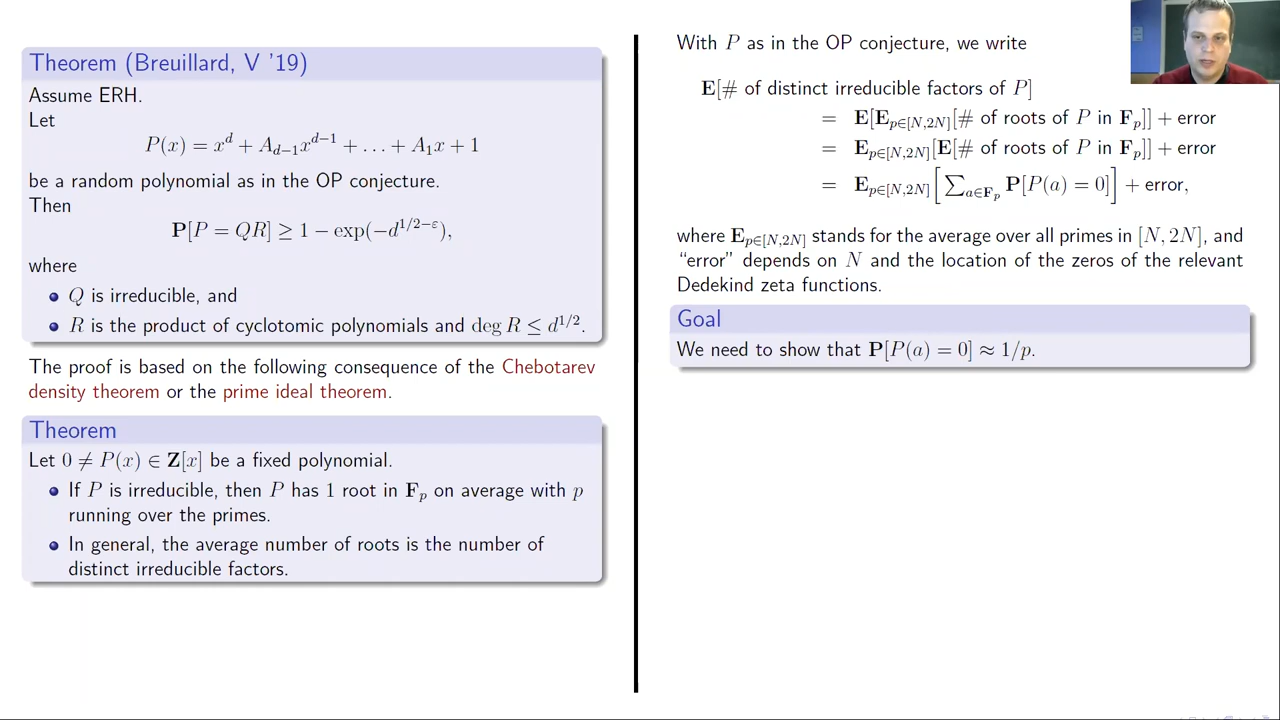 Theorem (Breuillard, V '19)
Assume ERH.
Let
P(x) = x^d + A_{d−1}x^{d−1} + … + A_1x + 1
be a random polynomial as in the OP conjecture.
Then
P[P = QR] ≥ 1 − exp(−d^{1/2−ε}),
where
• Q is irreducible, and
• R is the product of cyclotomic polynomials and deg R ≤ d^{1/2}.
The proof is based on the following consequence of the Chebotarev
density theorem or the prime ideal theorem.
Theorem
Let 0 ≠ P(x) ∈ Z[x] be a fixed polynomial.
• If P is irreducible, then P has 1 root in F_p on average with p
running over the primes.
• In general, the average number of roots is the number of
distinct irreducible factors.
With P as in the OP conjecture, we write
E[# of distinct irreducible factors of P]
= E[E_{p∈[N,2N]}[# of roots of P in F_p]] + error
= E_{p∈[N,2N]}[E[# of roots of P in F_p]] + error
= E_{p∈[N,2N]}[∑_{a∈F_p} P[P(a) = 0]] + error,
where E_{p∈[N,2N]} stands for the average over all primes in [N, 2N], and
“error” depends on N and the location of the zeros of the relevant
Dedekind zeta functions.
Goal
We need to show that P[P(a) = 0] ≈ 1/p.